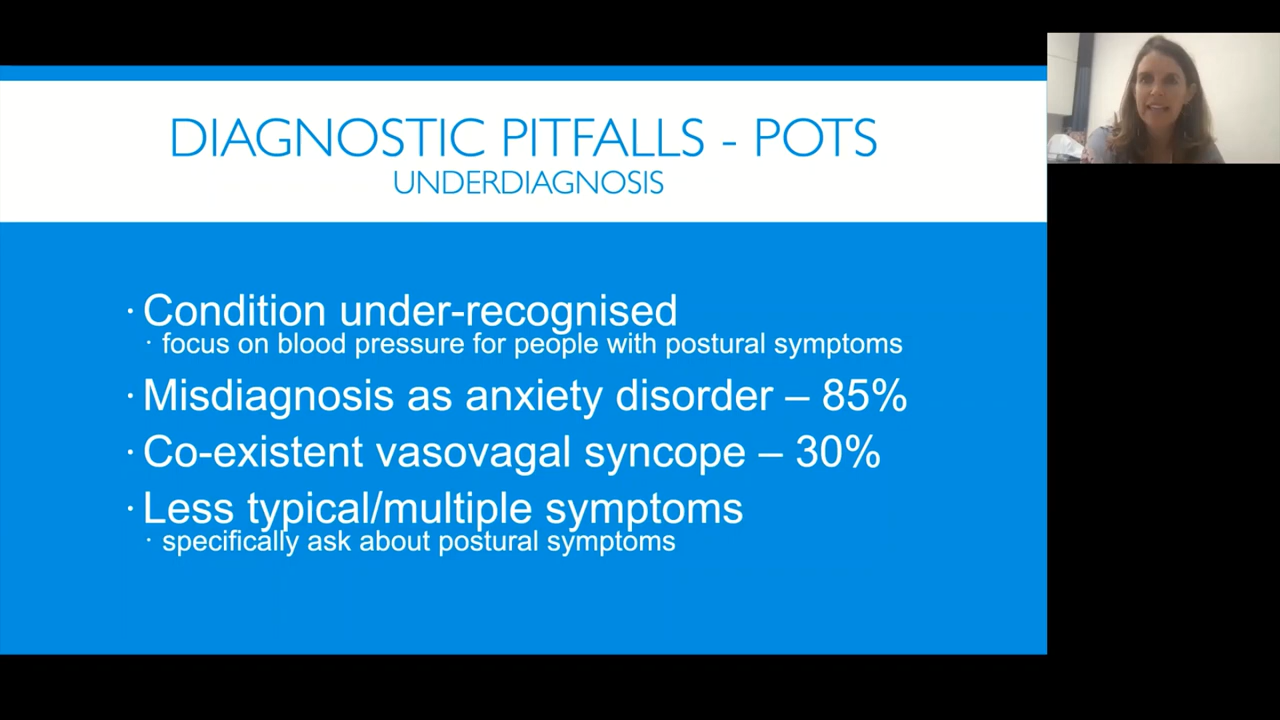 DIAGNOSTIC PITFALLS - POTS
UNDERDIAGNOSIS
· Condition under-recognised
· focus on blood pressure for people with postural symptoms
· Misdiagnosis as anxiety disorder – 85%
· Co-existent vasovagal syncope – 30%
· Less typical/multiple symptoms
· specifically ask about postural symptoms